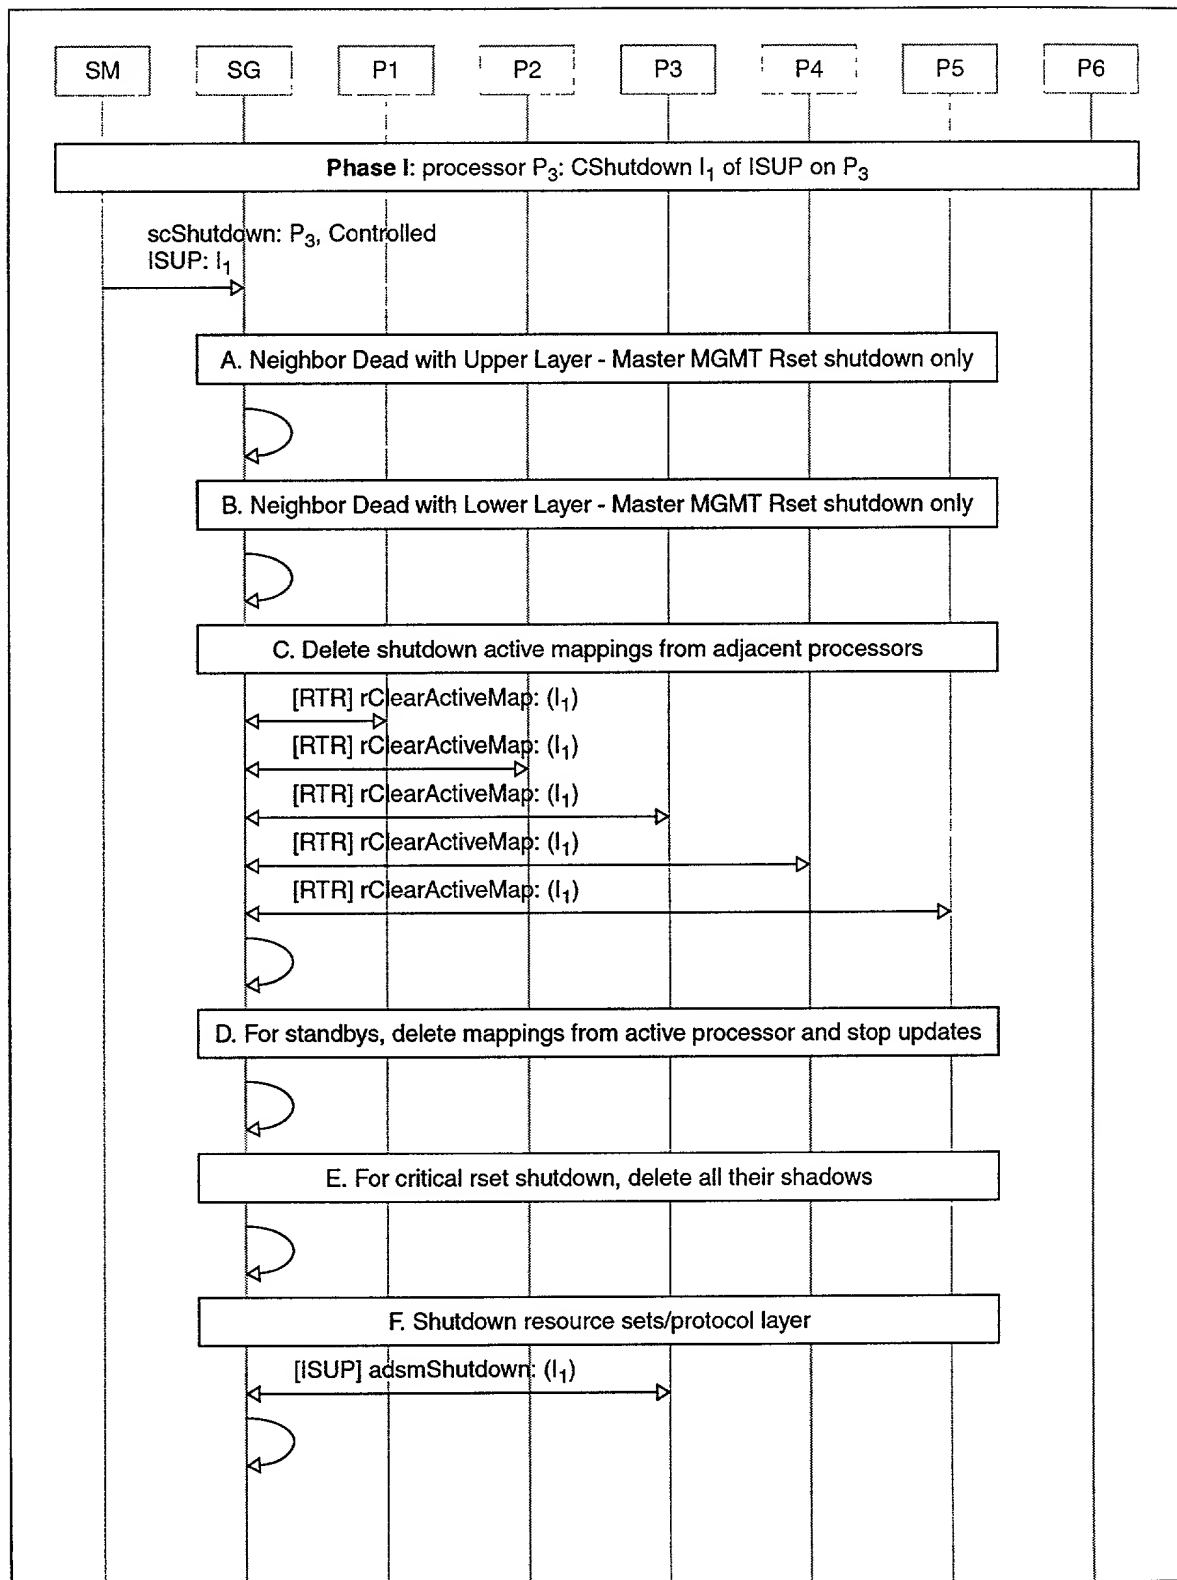 SM SG P1 P2 P3 P4 P5 P6
Phase I: processor P₃: CShutdown I₁ of ISUP on P₃
scShutdown: P₃, Controlled
ISUP: I₁
A. Neighbor Dead with Upper Layer - Master MGMT Rset shutdown only
B. Neighbor Dead with Lower Layer - Master MGMT Rset shutdown only
C. Delete shutdown active mappings from adjacent processors
[RTR] rClearActiveMap: (I₁)
[RTR] rClearActiveMap: (I₁)
[RTR] rClearActiveMap: (I₁)
[RTR] rClearActiveMap: (I₁)
[RTR] rClearActiveMap: (I₁)
D. For standbys, delete mappings from active processor and stop updates
E. For critical rset shutdown, delete all their shadows
F. Shutdown resource sets/protocol layer
[ISUP] adsmShutdown: (I₁)